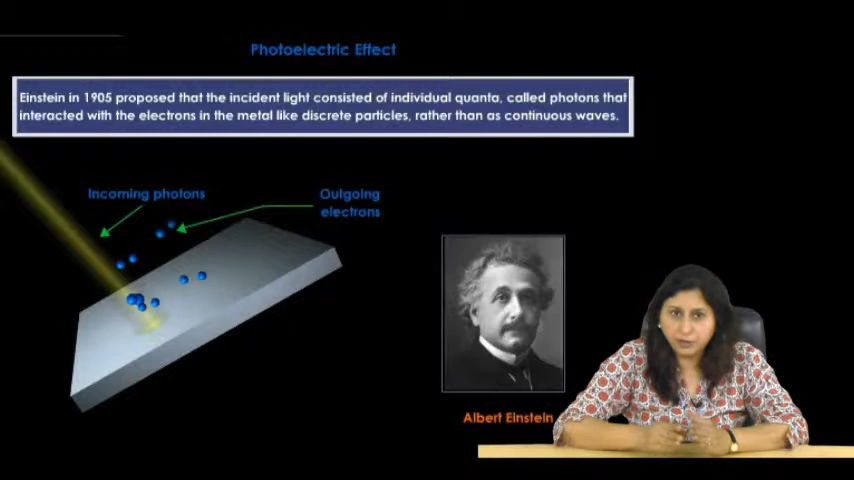 Photoelectric Effect
Einstein in 1905 proposed that the incident light consisted of individual quanta, called photons that
interacted with the electrons in the metal like discrete particles, rather than as continuous waves.
Incoming photons
Outgoing
electrons
Albert Einstein